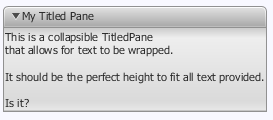 My Titled Pane
This is a collapsible TitledPane
that allows for text to be wrapped.
It should be the perfect height to fit all text provided.
Is it?